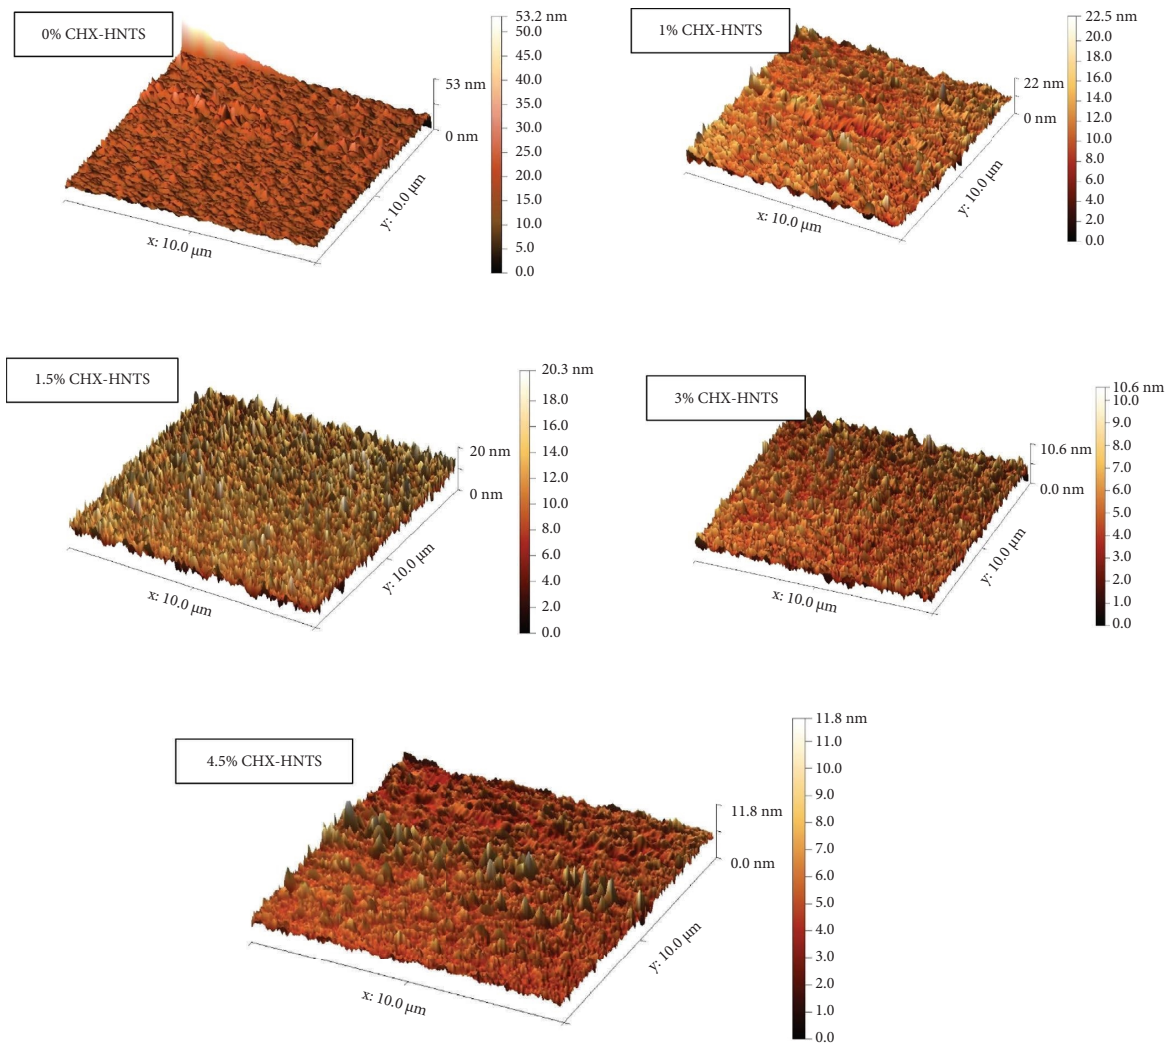 0% CHX-HNTS
53.2 nm
50.0
45.0
40.0
35.0
30.0
25.0
20.0
15.0
10.0
5.0
0.0
53 nm
0 nm
x: 10.0 μm
y: 10.0 μm
1% CHX-HNTS
22.5 nm
20.0
18.0
16.0
14.0
12.0
10.0
8.0
6.0
4.0
2.0
0.0
22 nm
0 nm
x: 10.0 μm
y: 10.0 μm
1.5% CHX-HNTS
20.3 nm
18.0
16.0
14.0
12.0
10.0
8.0
6.0
4.0
2.0
0.0
20 nm
0 nm
x: 10.0 μm
y: 10.0 μm
3% CHX-HNTS
10.6 nm
10.0
9.0
8.0
7.0
6.0
5.0
4.0
3.0
2.0
1.0
0.0
10.6 nm
0.0 nm
x: 10.0 μm
y: 10.0 μm
4.5% CHX-HNTS
11.8 nm
11.0
10.0
9.0
8.0
7.0
6.0
5.0
4.0
3.0
2.0
1.0
0.0
11.8 nm
0.0 nm
x: 10.0 μm
y: 10.0 μm